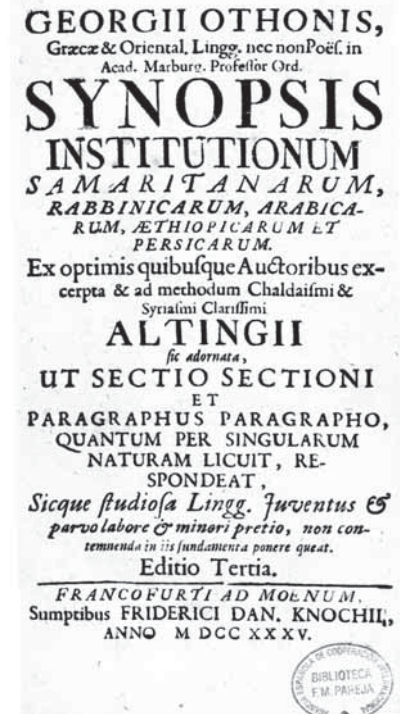 GEORGII OTHONIS,
Græcæ & Oriental. Lingg. nec non Poëſ. in
Acad. Marburg. Profeſſor Ord.
SYNOPSIS
INSTITUTIONUM
SAMARITANARUM,
RABBINICARUM, ARABICA-
RUM, ÆTHIOPICARUM ET
PERSICARUM.
Ex optimis quibuſque Auctoribus ex-
cerpta & ad methodum Chaldaiſmi &
Syriaſmi Clariſſimi
ALTINGII
ſic adornata,
UT SECTIO SECTIONI
ET
PARAGRAPHUS PARAGRAPHO,
QUANTUM PER SINGULARUM
NATURAM LICUIT, RE-
SPONDEAT,
Sicque ſtudioſa Lingg. Juventus &
parvo labore & minori pretio, non con-
temnenda in iis fundamenta ponere queat.
Editio Tertia.
FRANCOFURTI AD MOENUM,
Sumptibus FRIDERICI DAN. KNOCHII,
ANNO M DCC XXXV.
BIBLIOTECA
F.M. PAREJA